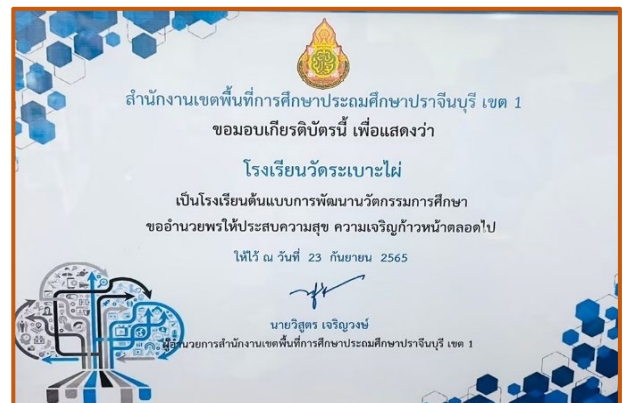 สำนักงานเขตพื้นที่การศึกษาประถมศึกษาปราจีนบุรี เขต 1
ขอมอบเกียรติบัตรนี้ เพื่อแสดงว่า
โรงเรียนวัดระเบาะไผ่
เป็นโรงเรียนต้นแบบการพัฒนานวัตกรรมการศึกษา
ขออำนวยพรให้ประสบความสุข ความเจริญก้าวหน้าตลอดไป
ให้ไว้ ณ วันที่ 23 กันยายน 2565
นายวิสูตร เจริญวงษ์
ผู้อำนวยการสำนักงานเขตพื้นที่การศึกษาประถมศึกษาปราจีนบุรี เขต 1